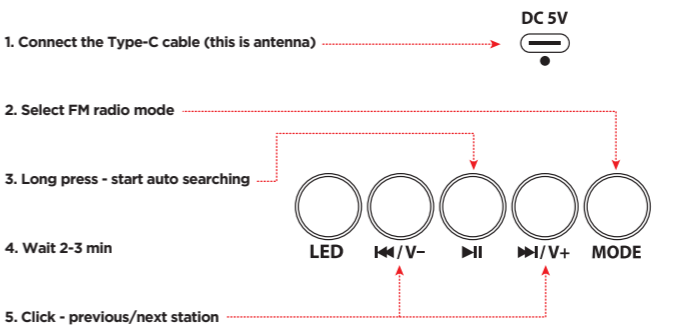 DC 5V
1. Connect the Type-C cable (this is antenna)
2. Select FM radio mode
3. Long press - start auto searching
4. Wait 2-3 min
LED ⏮/V− ⏯ ⏭/V+ MODE
5. Click - previous/next station